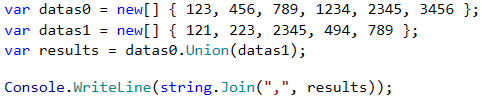 var datas0 = new[] { 123, 456, 789, 1234, 2345, 3456 };
var datas1 = new[] { 121, 223, 2345, 494, 789 };
var results = datas0.Union(datas1);
Console.WriteLine(string.Join(",", results));